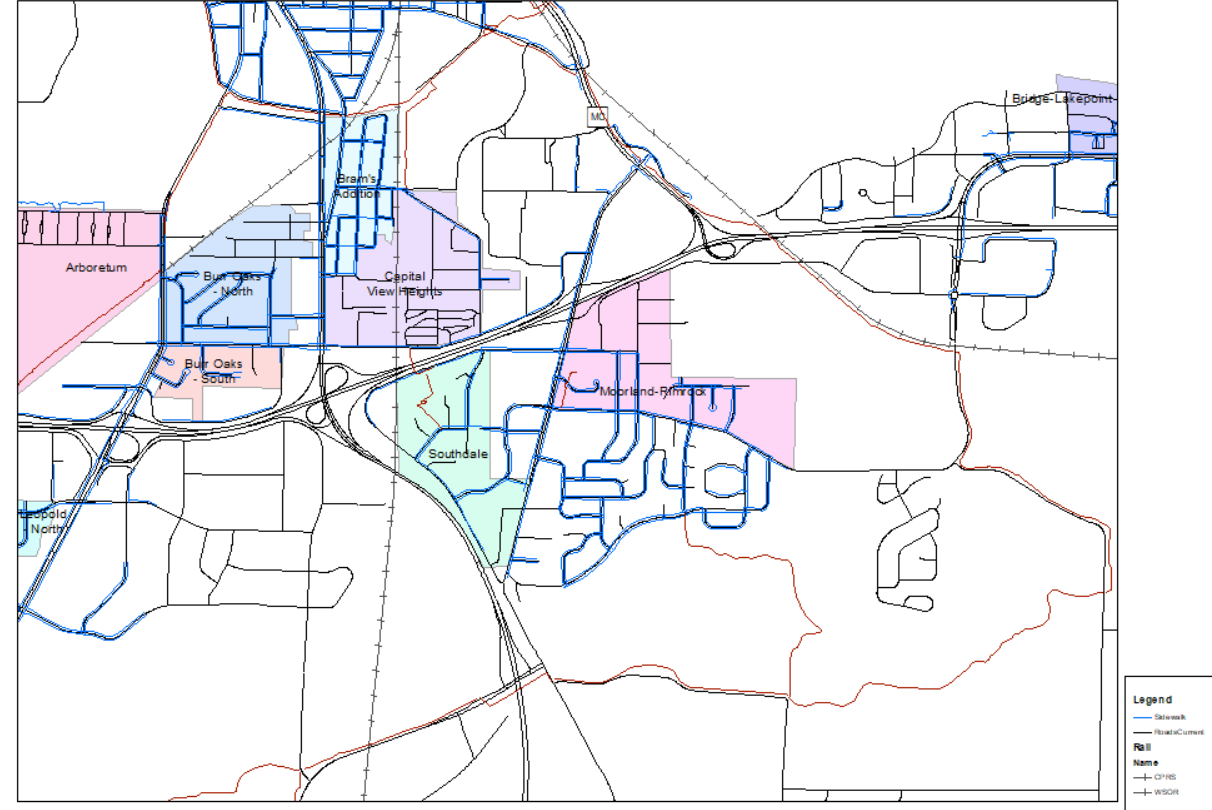 Bridge-Lakepoint
MC
Bram's
Addition
Arboretum
Burr Oaks
- North
Capital
View Heights
Burr Oaks
- South
Moorland-Rimrock
Southdale
Leopold
- North
Legend
Sidewalk
RoadsCurrent
Rail
Name
CPRS
WSOR